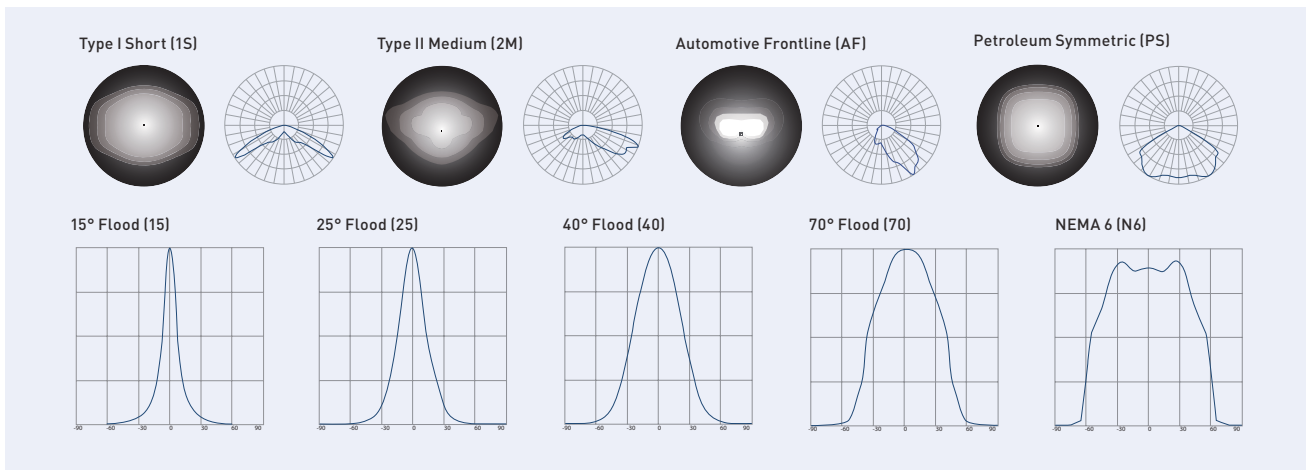 Type I Short (1S)
Type II Medium (2M)
Automotive Frontline (AF)
Petroleum Symmetric (PS)
15° Flood (15)
25° Flood (25)
40° Flood (40)
70° Flood (70)
NEMA 6 (N6)
-90 -60 -30 0 30 60 90
-90 -60 -30 0 30 60 90
-90 -60 -30 0 30 60 90
-90 -60 -30 0 30 60 90
-90 -60 -30 0 30 60 90